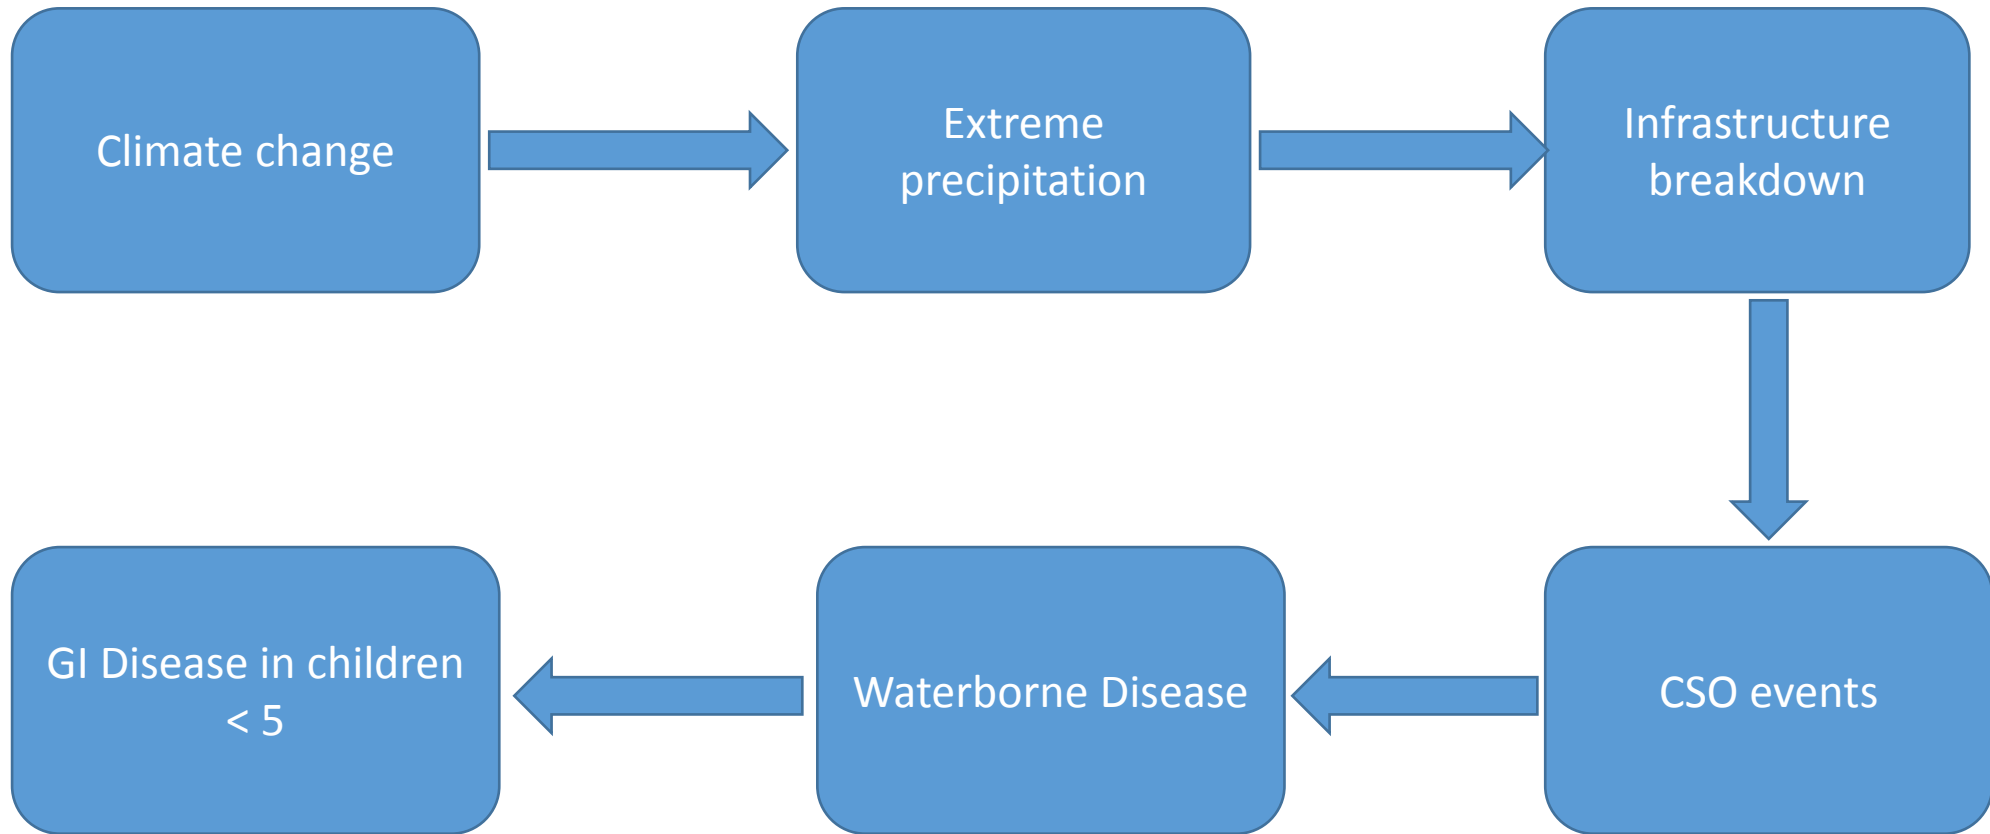 Climate change
Extreme
precipitation
Infrastructure
breakdown
CSO events
Waterborne Disease
GI Disease in children
< 5